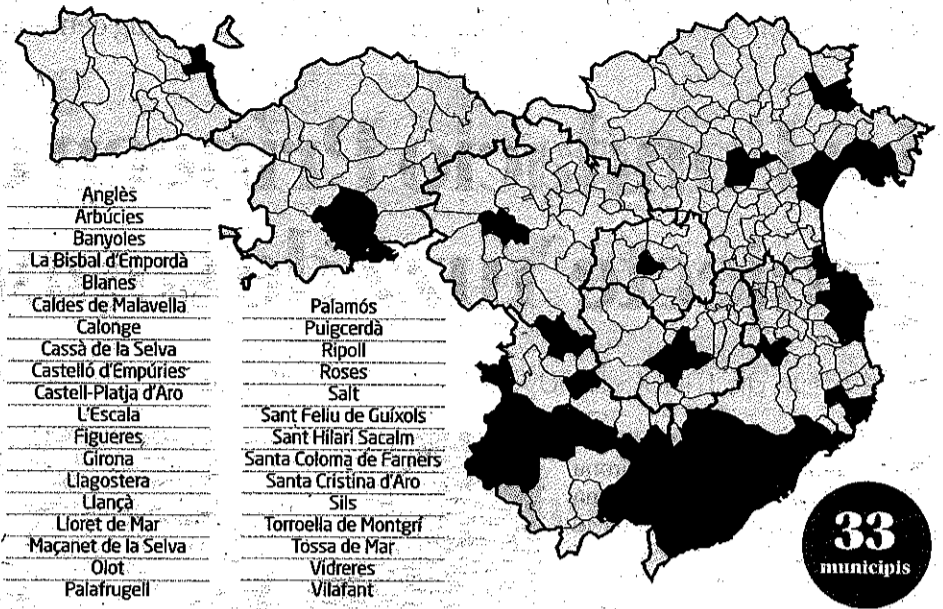 Anglès
Arbúcies
Banyoles
La Bisbal d'Empordà
Blanes
Caldes de Malavella
Calonge
Cassà de la Selva
Castelló d'Empúries
Castell-Platja d'Aro
L'Escala
Figueres
Girona
Llagostera
Llançà
Lloret de Mar
Maçanet de la Selva
Olot
Palafrugell
Palamós
Puigcerdà
Ripoll
Roses
Salt
Sant Feliu de Guíxols
Sant Hilari Sacalm
Santa Coloma de Farners
Santa Cristina d'Aro
Sils
Torroella de Montgrí
Tossa de Mar
Vidreres
Vilafant
33
municipis